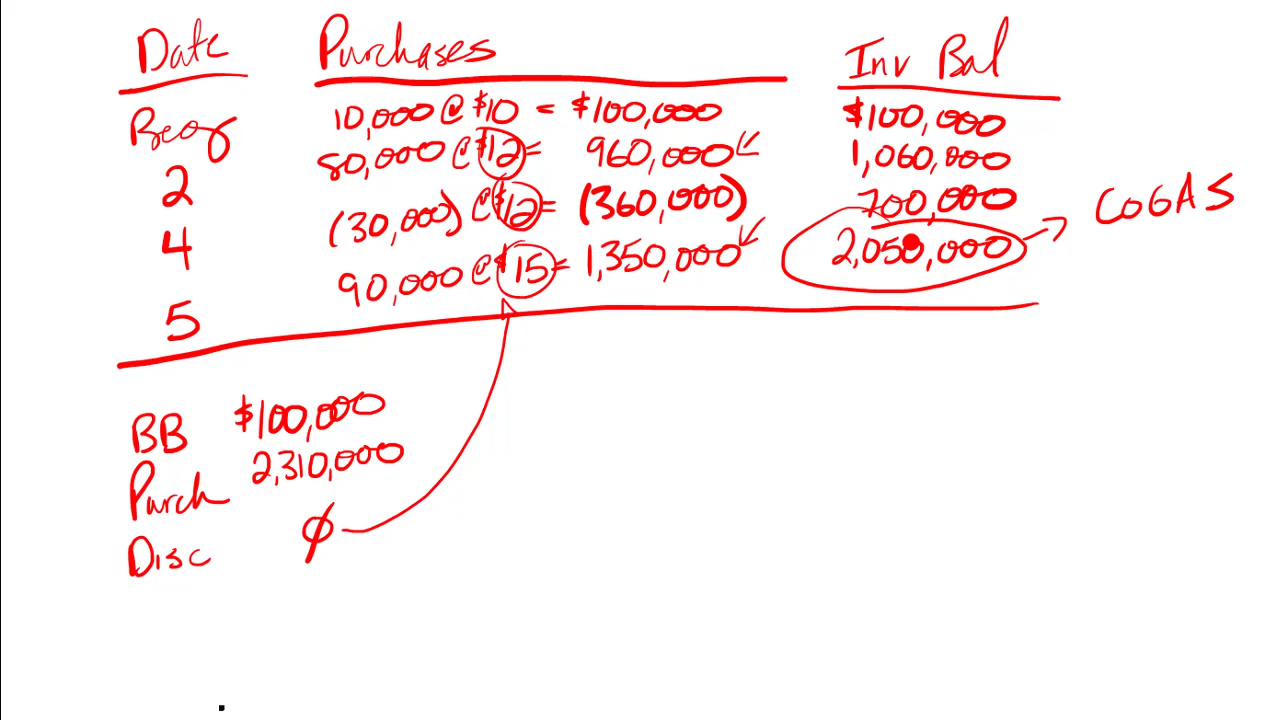 Date Purchases Inv Bal
Beg 10,000 @ $10 = $100,000 $100,000
2 80,000 @ $12 = 960,000 1,060,000
4 (30,000) @ $12 = (360,000) 700,000
5 90,000 @ $15 = 1,350,000 2,050,000 COGAS
BB $100,000
Purch 2,310,000
Disc Ø